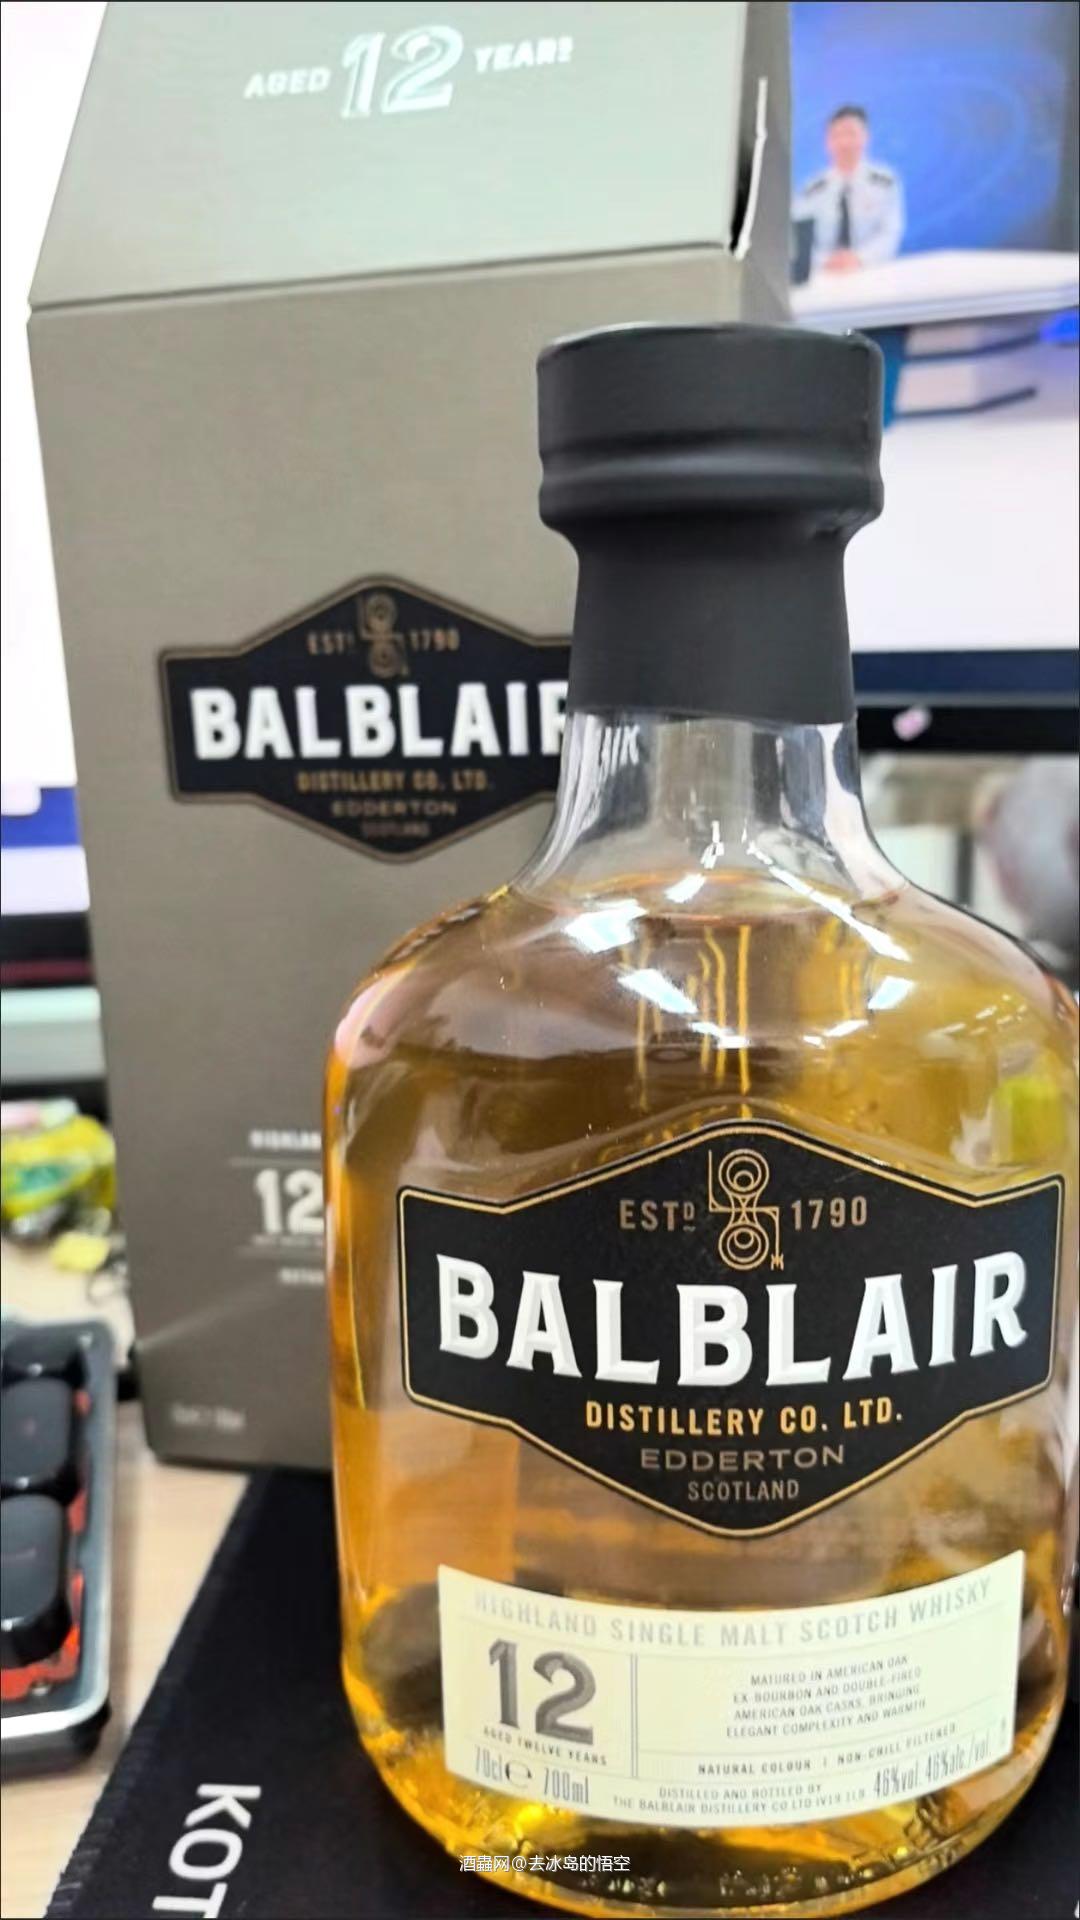 AGED 12 YEARS
ESTD 1790
BALBLAIR
DISTILLERY CO. LTD.
EDDERTON
SCOTLAND
12
ESTD 1790
BALBLAIR
DISTILLERY CO. LTD.
EDDERTON
SCOTLAND
HIGHLAND SINGLE MALT SCOTCH WHISKY
12
AGED TWELVE YEARS
70cl e 700ml
MATURED IN AMERICAN OAK
EX-BOURBON AND DOUBLE-FIRED
AMERICAN OAK CASKS, BRINGING
ELEGANT COMPLEXITY AND WARMTH
NATURAL COLOUR | NON-CHILL FILTERED
DISTILLED AND BOTTLED BY
THE BALBLAIR DISTILLERY CO LTD IV19 1LB
46%vol. 46%alc./vol.
KOT
酒蟲网@去冰岛的悟空